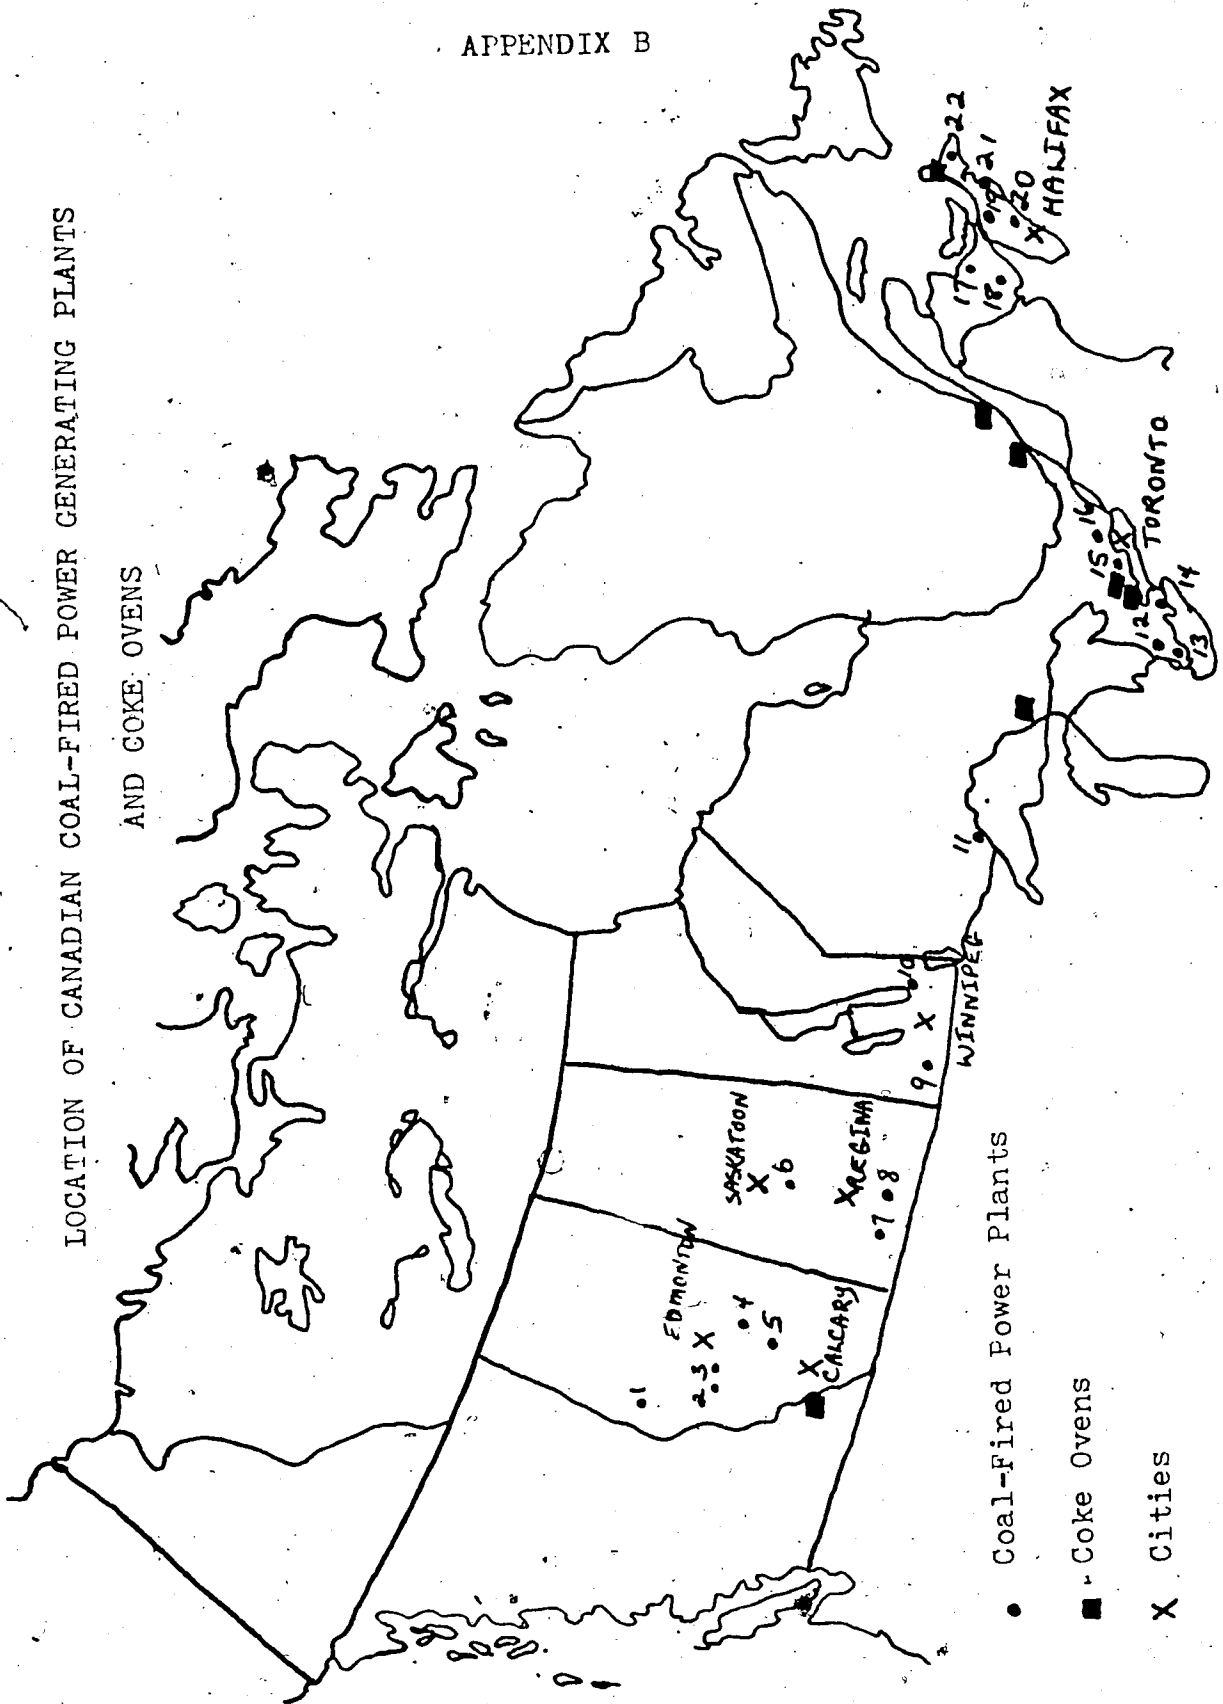 APPENDIX B
LOCATION OF CANADIAN COAL-FIRED POWER GENERATING PLANTS
AND COKE OVENS
1
EDMONTON
2 3 X
4
5
X
CALCARY
SASKATOON
X
6
X REGINA
7 8
9
X
10
WINNIPEG
11
12
13
14
15
16
X
TORONTO
17
18
19
20
21
22
X
HALIFAX
• Coal-Fired Power Plants
■ - Coke Ovens
X Cities